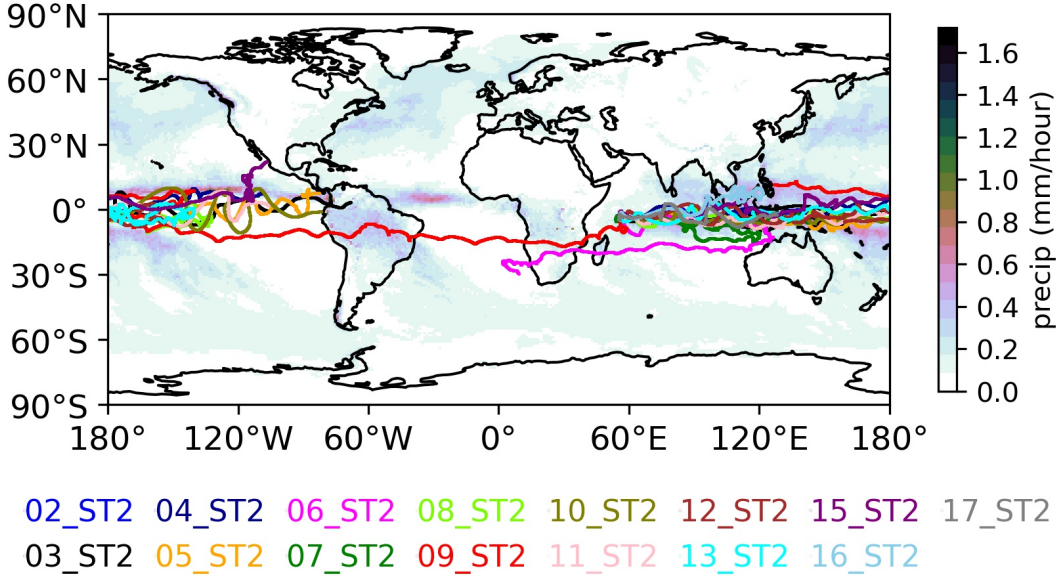 90°N
60°N
30°N
0°
30°S
60°S
90°S
180° 120°W 60°W 0° 60°E 120°E 180°
1.6
1.4
1.2
1.0
0.8
0.6
0.4
0.2
0.0
precip (mm/hour)
02_ST2 04_ST2 06_ST2 08_ST2 10_ST2 12_ST2 15_ST2 17_ST2
03_ST2 05_ST2 07_ST2 09_ST2 11_ST2 13_ST2 16_ST2